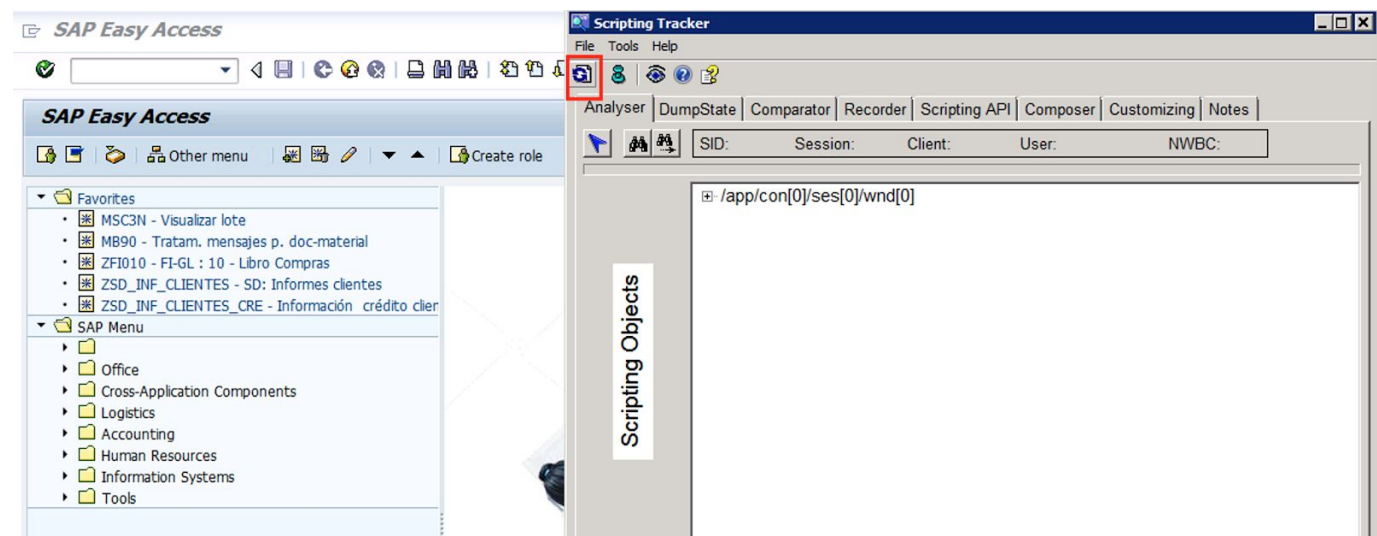 SAP Easy Access
SAP Easy Access
Other menu
Create role
Favorites
MSC3N - Visualizar lote
MB90 - Tratam. mensajes p. doc-material
ZFI010 - FI-GL : 10 - Libro Compras
ZSD_INF_CLIENTES - SD: Informes clientes
ZSD_INF_CLIENTES_CRE - Información crédito clier
SAP Menu
Office
Cross-Application Components
Logistics
Accounting
Human Resources
Information Systems
Tools
Scripting Tracker
File Tools Help
Analyser DumpState Comparator Recorder Scripting API Composer Customizing Notes
SID: Session: Client: User: NWBC:
/app/con[0]/ses[0]/wnd[0]
Scripting Objects